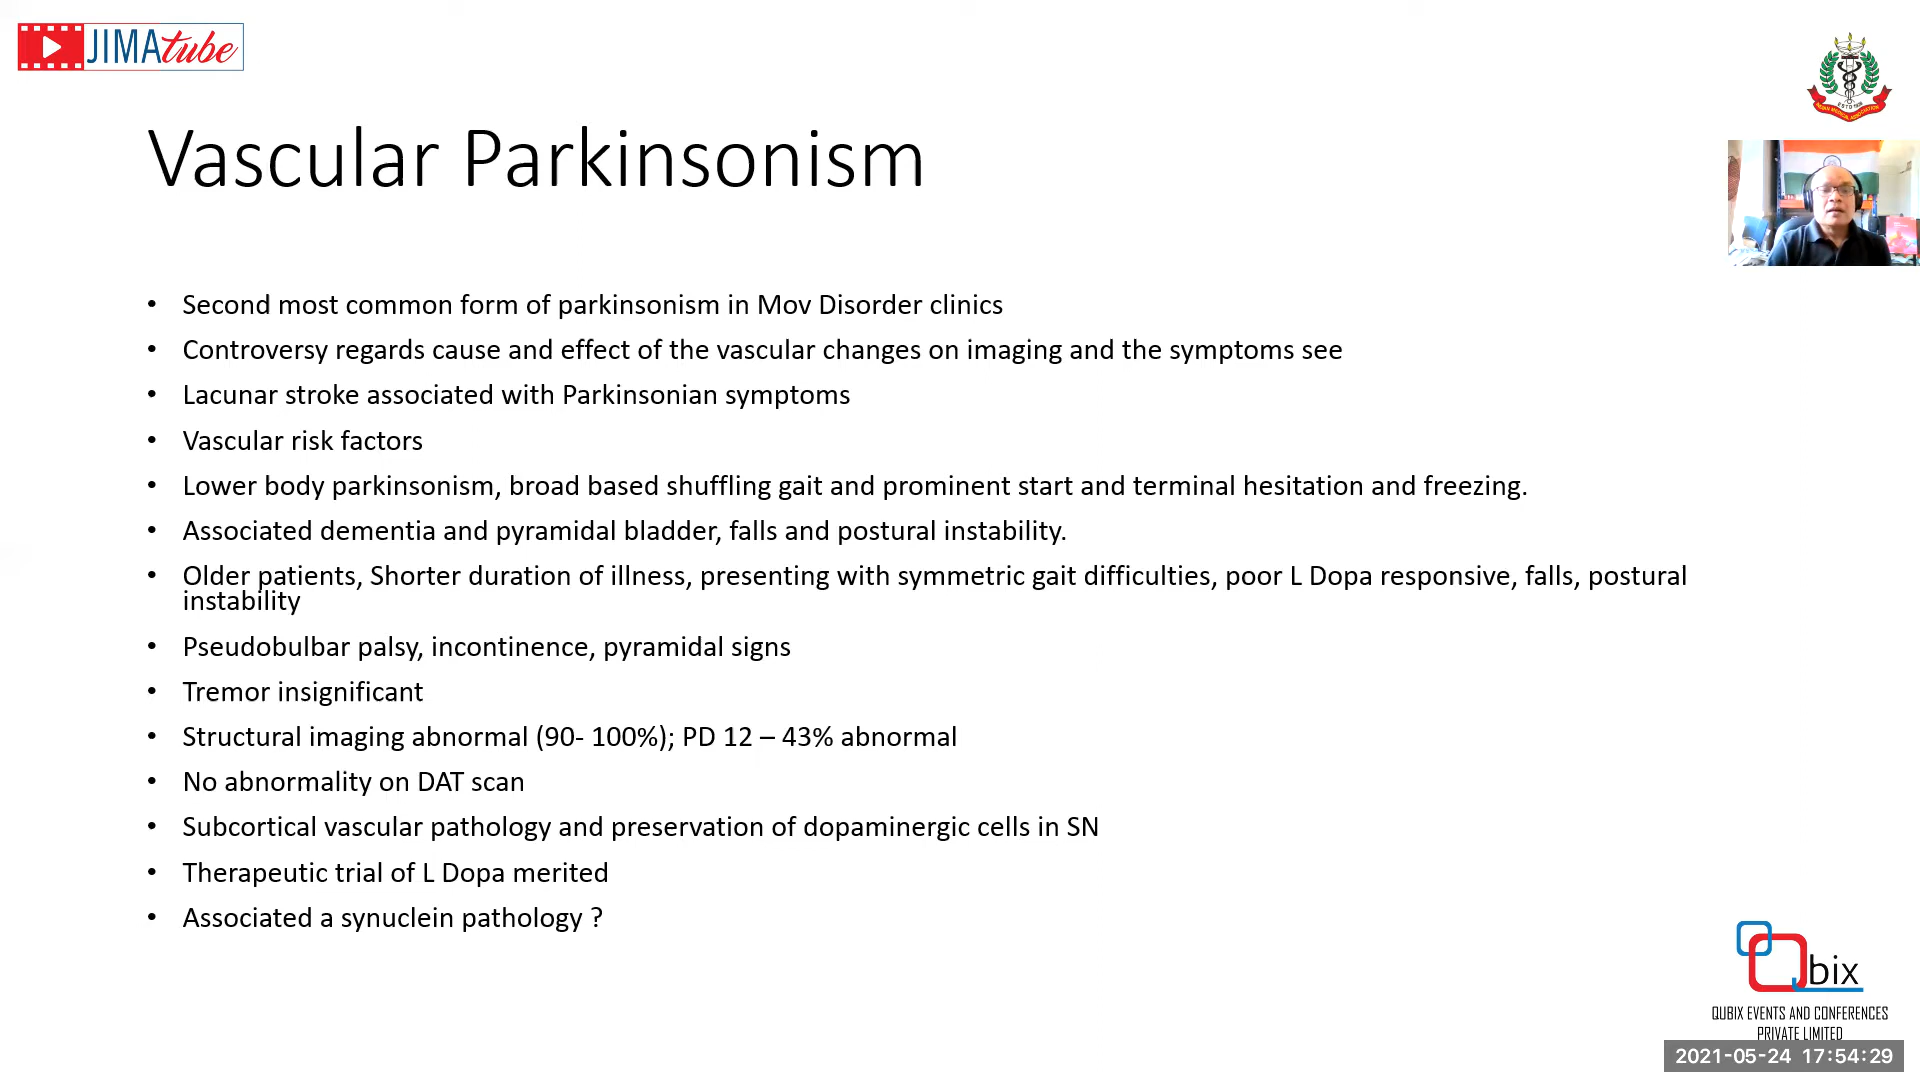 JIMAtube
Vascular Parkinsonism
• Second most common form of parkinsonism in Mov Disorder clinics
• Controversy regards cause and effect of the vascular changes on imaging and the symptoms see
• Lacunar stroke associated with Parkinsonian symptoms
• Vascular risk factors
• Lower body parkinsonism, broad based shuffling gait and prominent start and terminal hesitation and freezing.
• Associated dementia and pyramidal bladder, falls and postural instability.
• Older patients, Shorter duration of illness, presenting with symmetric gait difficulties, poor L Dopa responsive, falls, postural
instability
• Pseudobulbar palsy, incontinence, pyramidal signs
• Tremor insignificant
• Structural imaging abnormal (90- 100%); PD 12 – 43% abnormal
• No abnormality on DAT scan
• Subcortical vascular pathology and preservation of dopaminergic cells in SN
• Therapeutic trial of L Dopa merited
• Associated a synuclein pathology ?
INDIAN MEDICAL ASSOCIATION
Qbix
QUBIX EVENTS AND CONFERENCES
PRIVATE LIMITED
2021-05-24 17:54:29